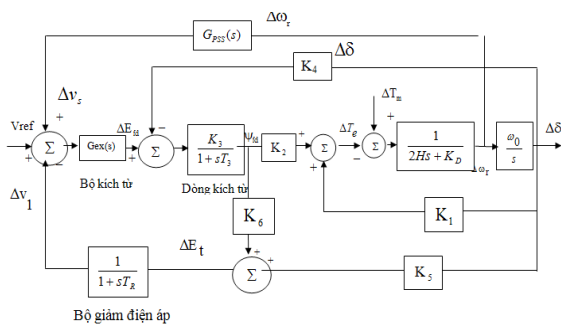 Δω_r
G_PSS(s)
Δδ
K_4
Δv_s
ΔT_m
Vref
+
ΔE_fd
−
+
+
Σ
−
Gex(s)
+
Σ
K_3
1+sT_3
ψ_fd
K_2
+
Σ
+
ΔT_e
−
Σ
+
1
2Hs+K_D
Δω_r
ω_0
s
Δδ
Bộ kích từ
Dòng kích từ
Δv_1
K_6
K_1
ΔE_t
+
Σ
+
K_5
1
1+sT_R
Bộ giảm điện áp